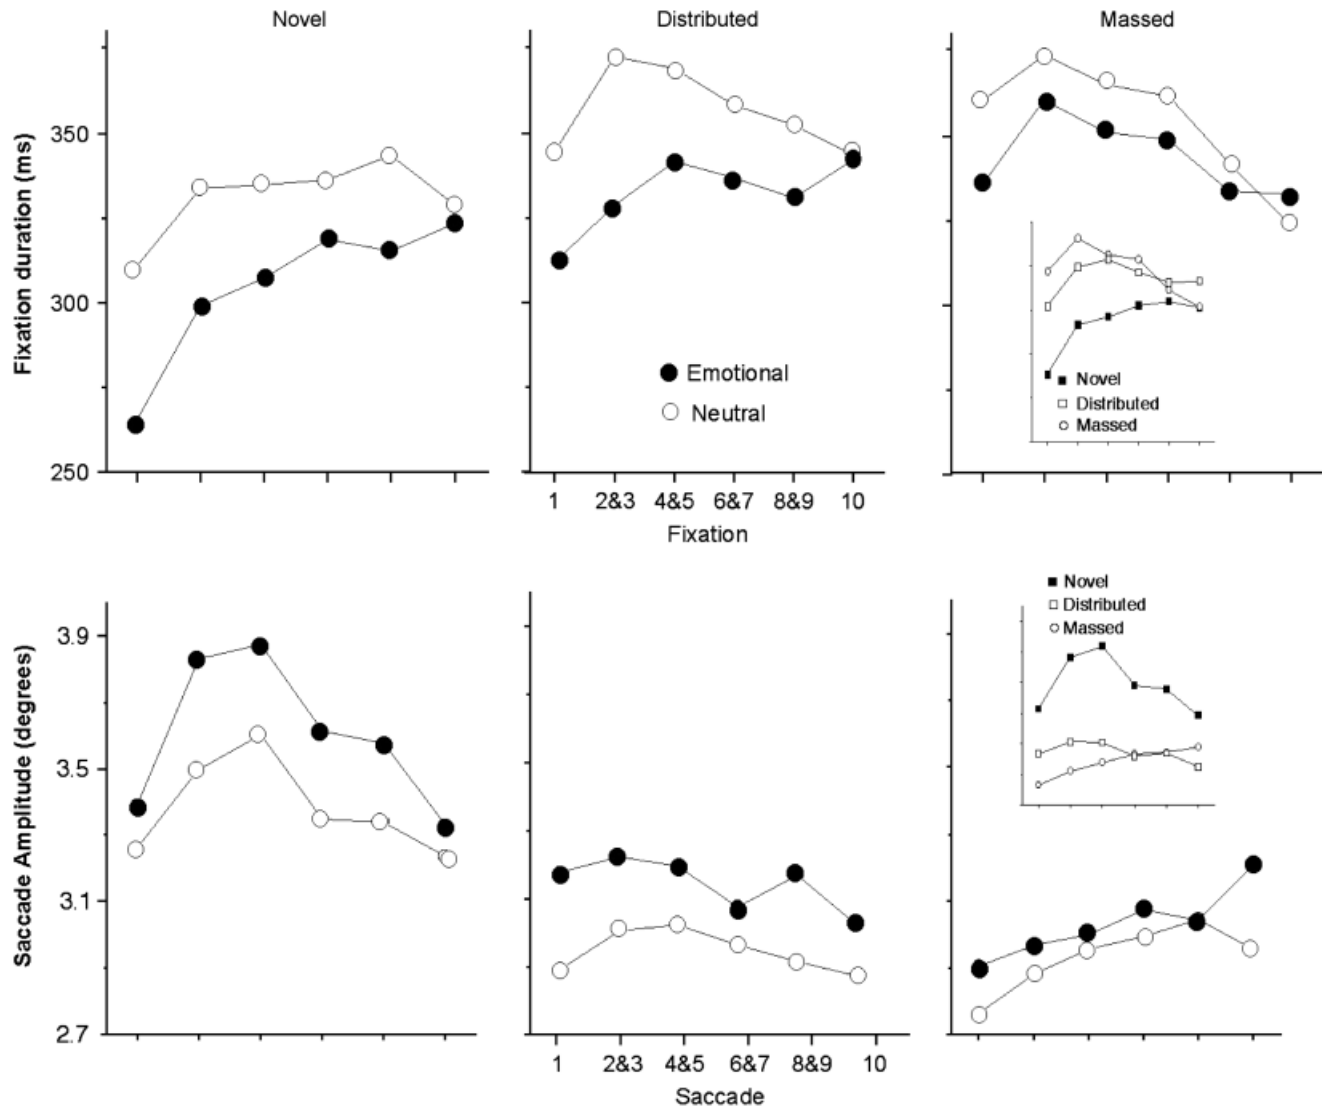 Novel
Distributed
Massed
Fixation duration (ms)
350
300
250
Emotional
Neutral
Novel
Distributed
Massed
1 2&3 4&5 6&7 8&9 10
Fixation
Saccade Amplitude (degrees)
3.9
3.5
3.1
2.7
Novel
Distributed
Massed
1 2&3 4&5 6&7 8&9 10
Saccade